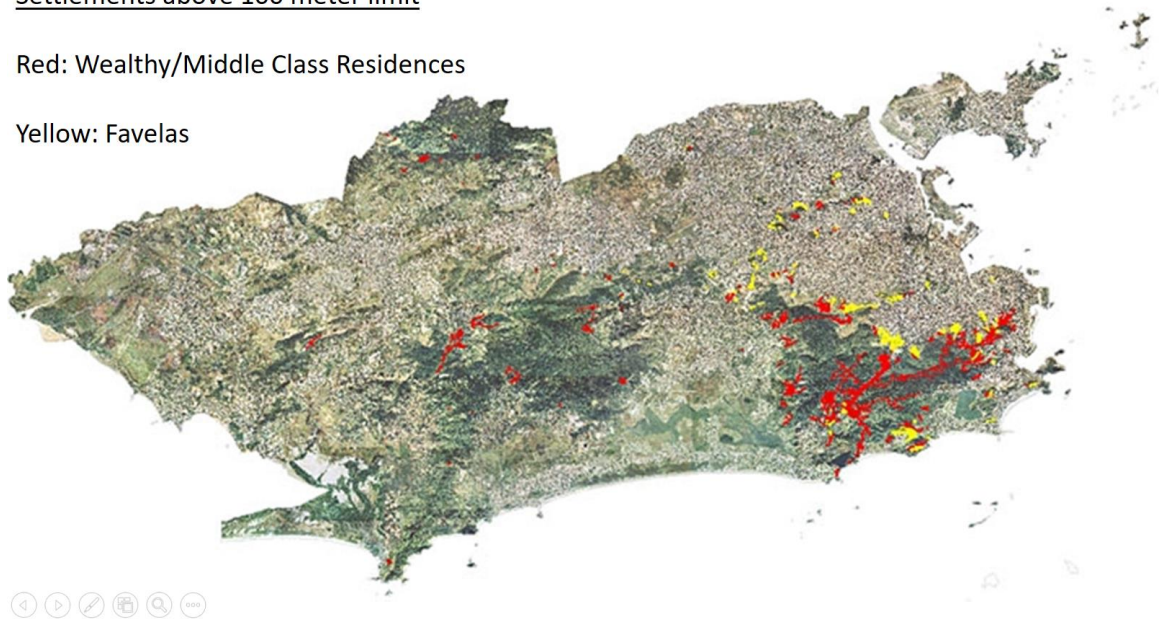 Settlements above 100 meter limit
Red: Wealthy/Middle Class Residences
Yellow: Favelas